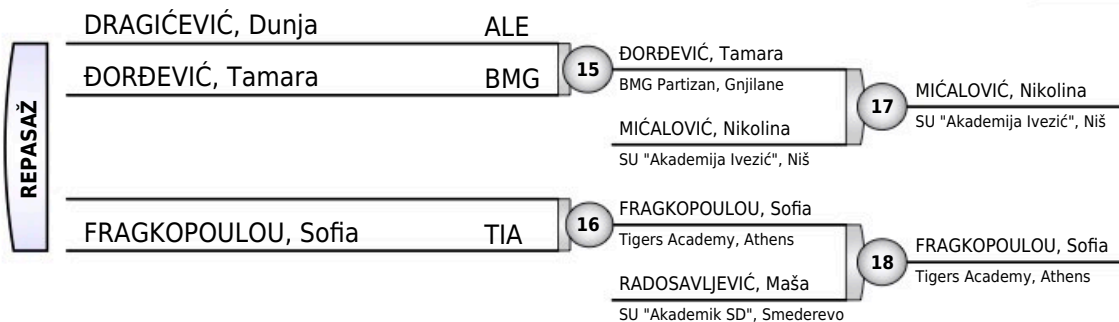 REPASAŽ
DRAGIĆEVIĆ, Dunja ALE
ĐORĐEVIĆ, Tamara BMG
15
ĐORĐEVIĆ, Tamara
BMG Partizan, Gnjilane
MIĆALOVIĆ, Nikolina
SU "Akademija Ivezić", Niš
17
MIĆALOVIĆ, Nikolina
SU "Akademija Ivezić", Niš
FRAGKOPOULOU, Sofia TIA
16
FRAGKOPOULOU, Sofia
Tigers Academy, Athens
RADOSAVLJEVIĆ, Maša
SU "Akademik SD", Smederevo
18
FRAGKOPOULOU, Sofia
Tigers Academy, Athens